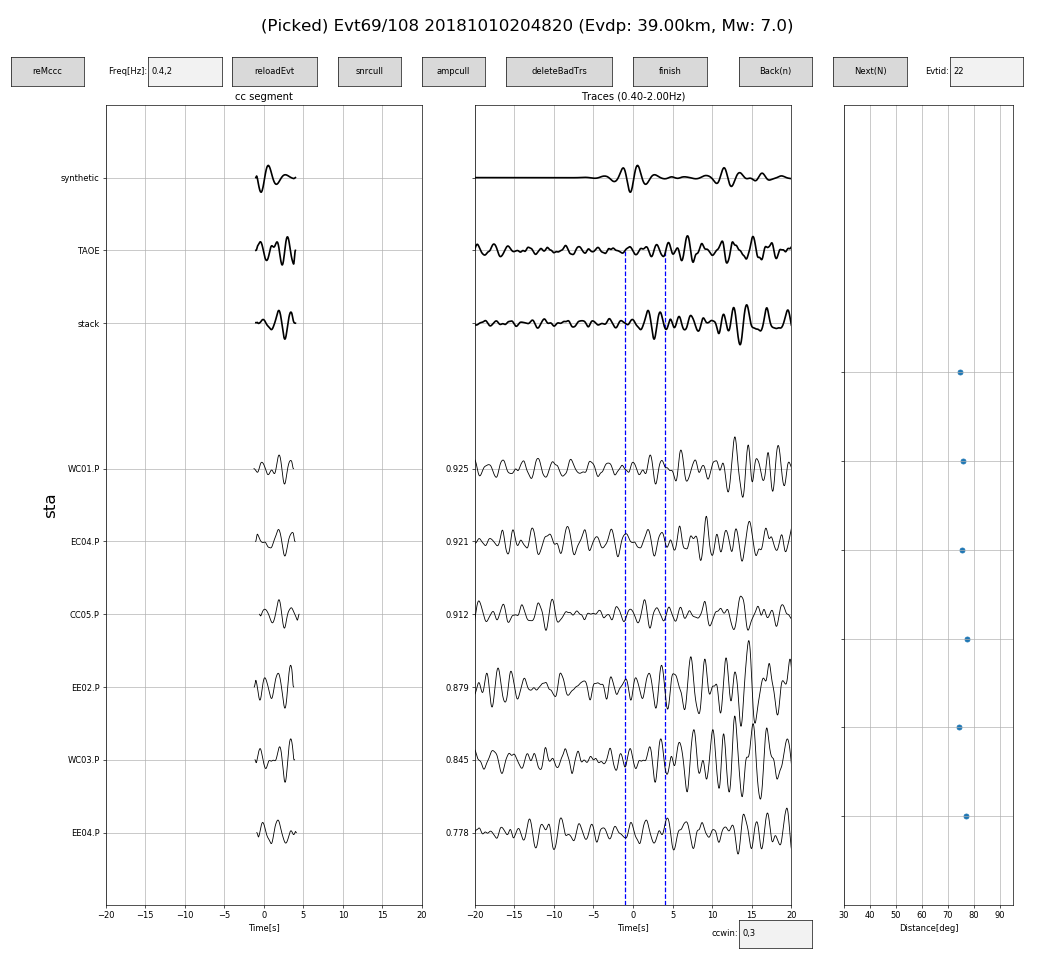 (Picked) Evt69/108 20181010204820 (Evdp: 39.00km, Mw: 7.0)
reMccc Freq[Hz]: 0.4,2 reloadEvt snrcull ampcull deleteBadTrs finish Back(n) Next(N) Evtid: 22
cc segment Traces (0.40-2.00Hz)
synthetic
TAOE
stack
WC01.P 0.925
sta
EC04.P 0.921
CC05.P 0.912
EE02.P 0.879
WC03.P 0.845
EE04.P 0.778
−20 −15 −10 −5 0 5 10 15 20 −20 −15 −10 −5 0 5 10 15 20 30 40 50 60 70 80 90
Time[s] Time[s] Distance[deg]
ccwin: 0,3